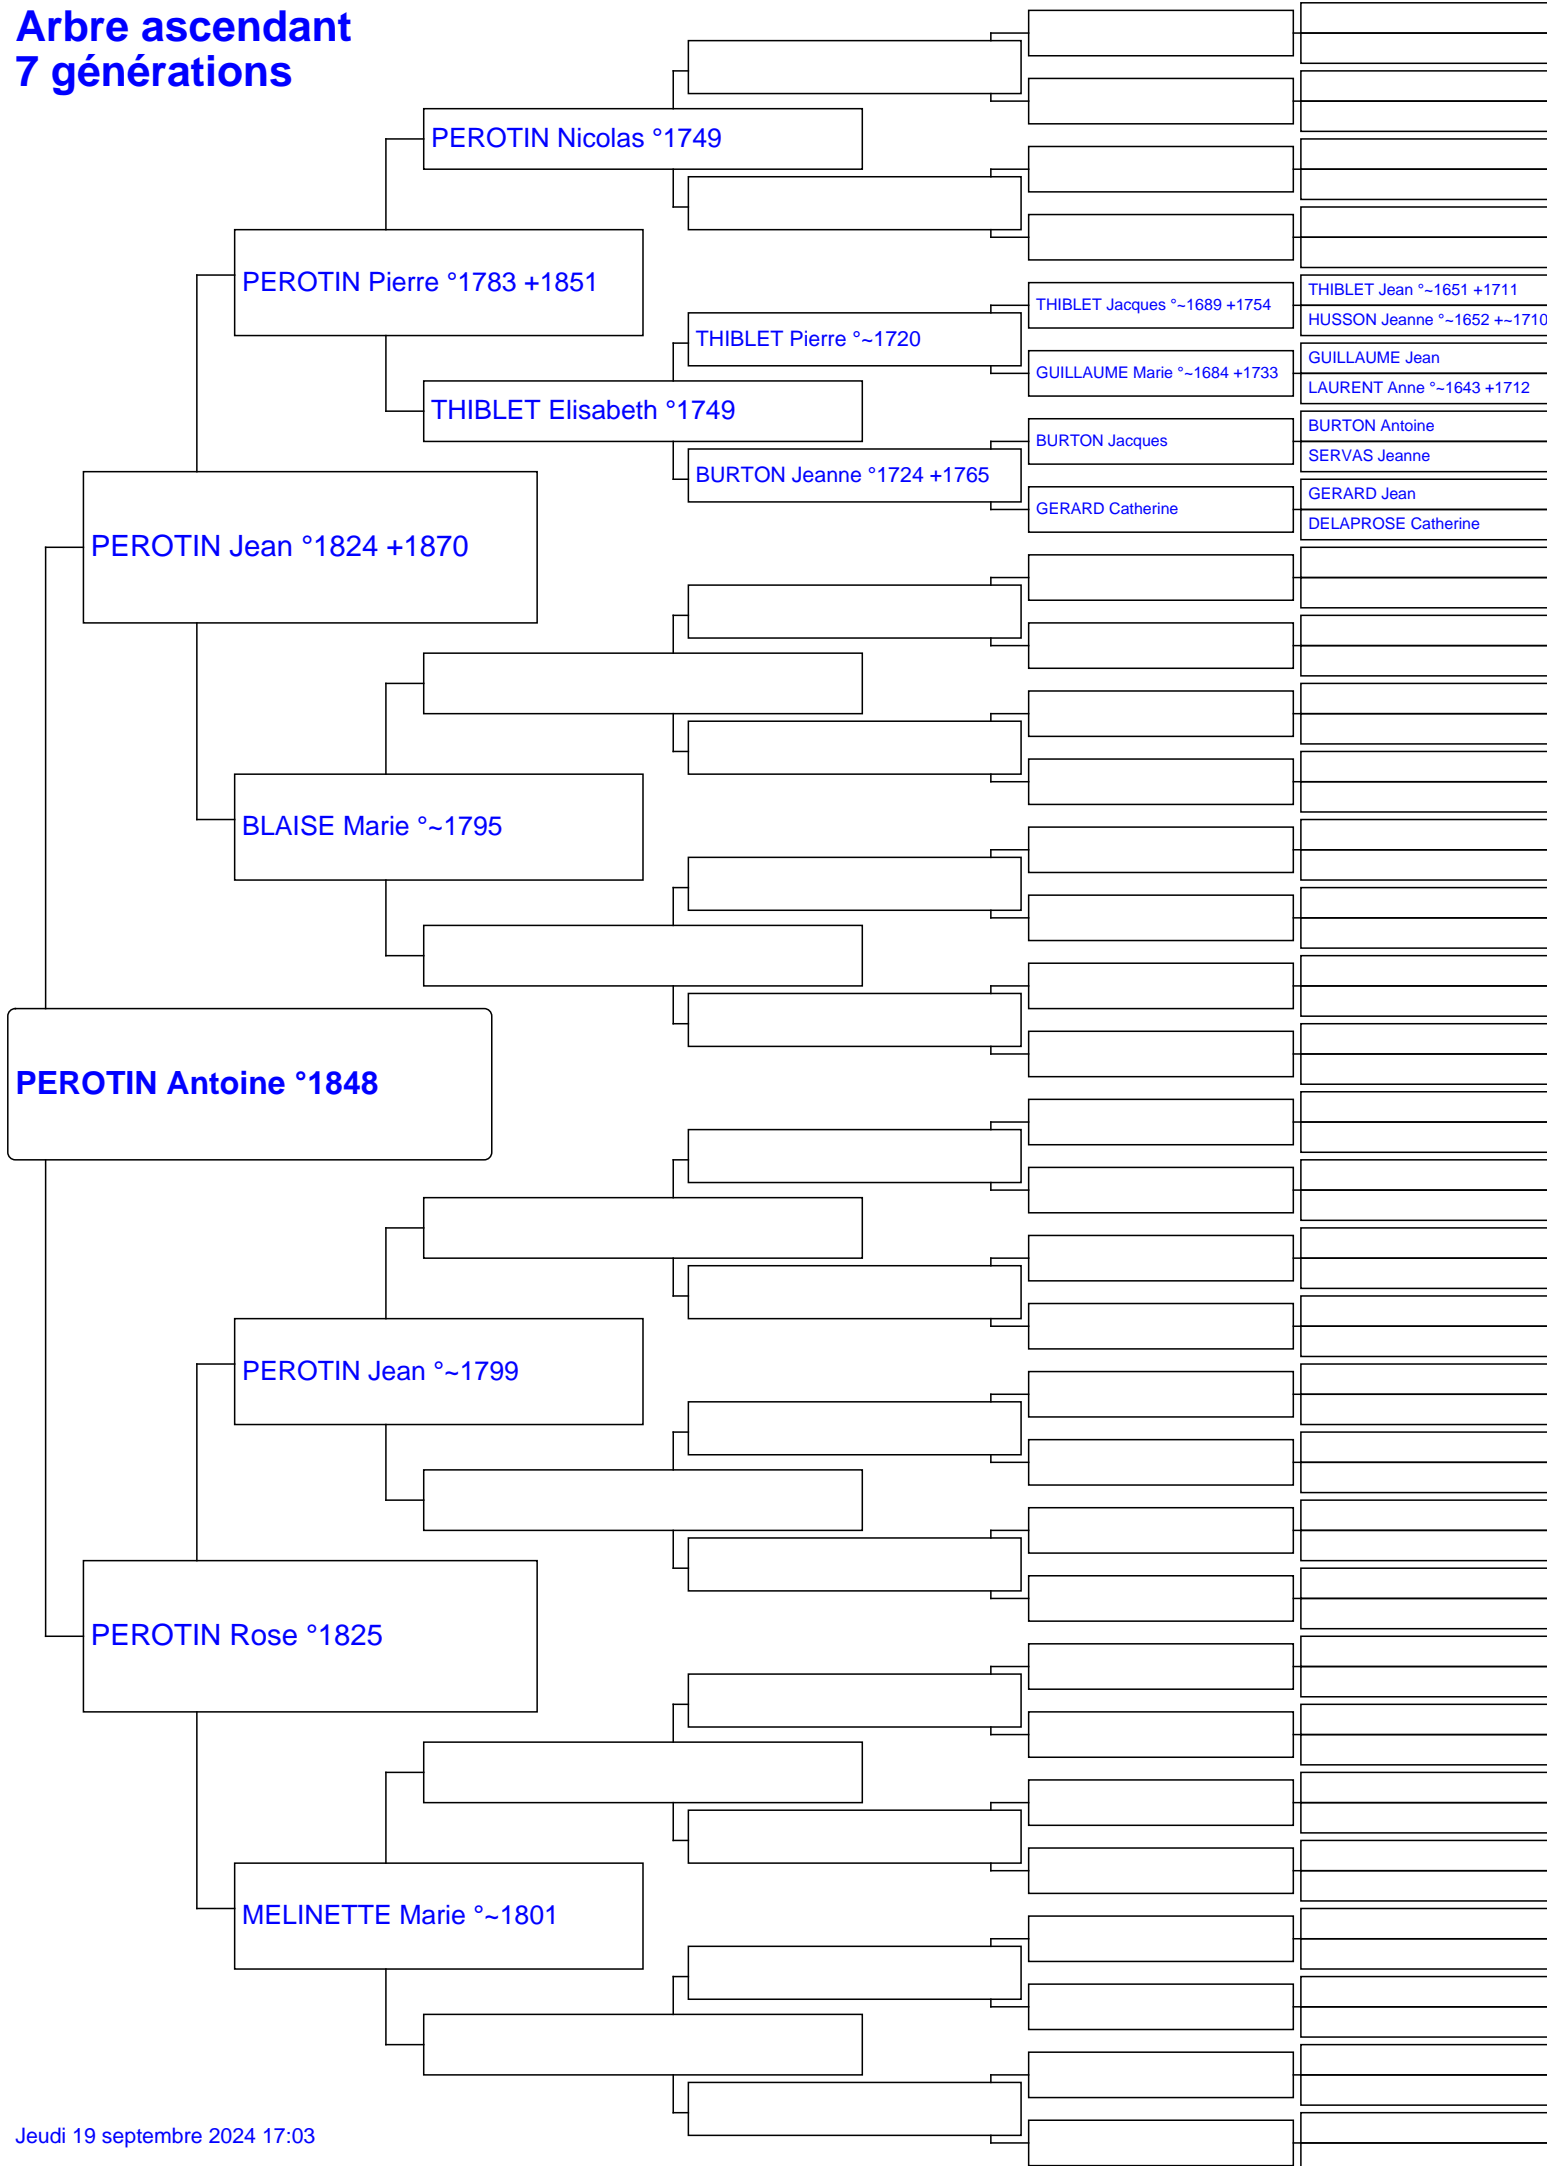 Arbre ascendant
7 générations
PEROTIN Nicolas °1749
PEROTIN Pierre °1783 +1851
THIBLET Jean °~1651 +1711
THIBLET Jacques °~1689 +1754
HUSSON Jeanne °~1652 +~1710
THIBLET Pierre °~1720
GUILLAUME Jean
GUILLAUME Marie °~1684 +1733
LAURENT Anne °~1643 +1712
THIBLET Elisabeth °1749
BURTON Antoine
BURTON Jacques
SERVAS Jeanne
BURTON Jeanne °1724 +1765
GERARD Jean
GERARD Catherine
DELAPROSE Catherine
PEROTIN Jean °1824 +1870
BLAISE Marie °~1795
PEROTIN Antoine °1848
PEROTIN Jean °~1799
PEROTIN Rose °1825
MELINETTE Marie °~1801
Jeudi 19 septembre 2024 17:03